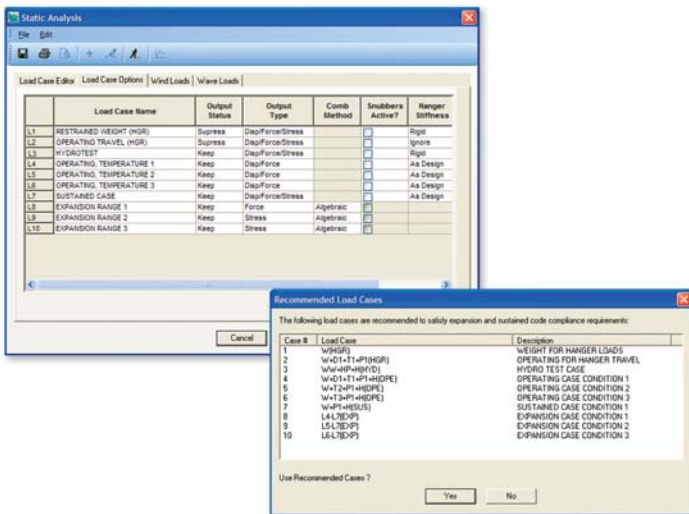 Static Analysis
File Edit
Load Case Editor Load Case Options Wind Loads Wave Loads
Load Case Name Output Status Output Type Comb Method Snubbers Active? Hanger Stiffness
L1 RESTRAINED WEIGHT (HGR) Supress Disp/Force/Stress Rigid
L2 OPERATING TRAVEL (HGR) Supress Disp/Force/Stress Ignore
L3 HYDROTEST Keep Disp/Force/Stress Rigid
L4 OPERATING, TEMPERATURE 1 Keep Disp/Force As Design
L5 OPERATING, TEMPERATURE 2 Keep Disp/Force As Design
L6 OPERATING, TEMPERATURE 3 Keep Disp/Force As Design
L7 SUSTAINED CASE Keep Disp/Force/Stress As Design
L8 EXPANSION RANGE 1 Keep Force Algebraic
L9 EXPANSION RANGE 2 Keep Stress Algebraic
L10 EXPANSION RANGE 3 Keep Stress Algebraic
Cancel
Recommended Load Cases
The following load cases are recommended to satisfy expansion and sustained code compliance requirements:
Case # Load Case Description
1 W(HGR) WEIGHT FOR HANGER LOADS
2 W+D1+T1+P1(HGR) OPERATING FOR HANGER TRAVEL
3 WW+HP+H(HYD) HYDRO TEST CASE
4 W+D1+T1+P1+H(OPE) OPERATING CASE CONDITION 1
5 W+T2+P1+H(OPE) OPERATING CASE CONDITION 2
6 W+T3+P1+H(OPE) OPERATING CASE CONDITION 3
7 W+P1+H(SUS) SUSTAINED CASE CONDITION 1
8 L4-L7(EXP) EXPANSION CASE CONDITION 1
9 L5-L7(EXP) EXPANSION CASE CONDITION 2
10 L6-L7(EXP) EXPANSION CASE CONDITION 3
Use Recommended Cases ?
Yes No